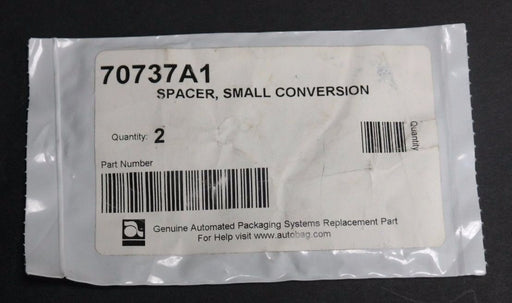 70737A1
SPACER, SMALL CONVERSION
Quantity: 2
Quantity
Part Number
Genuine Automated Packaging Systems Replacement Part
For Help visit www.autobag.com